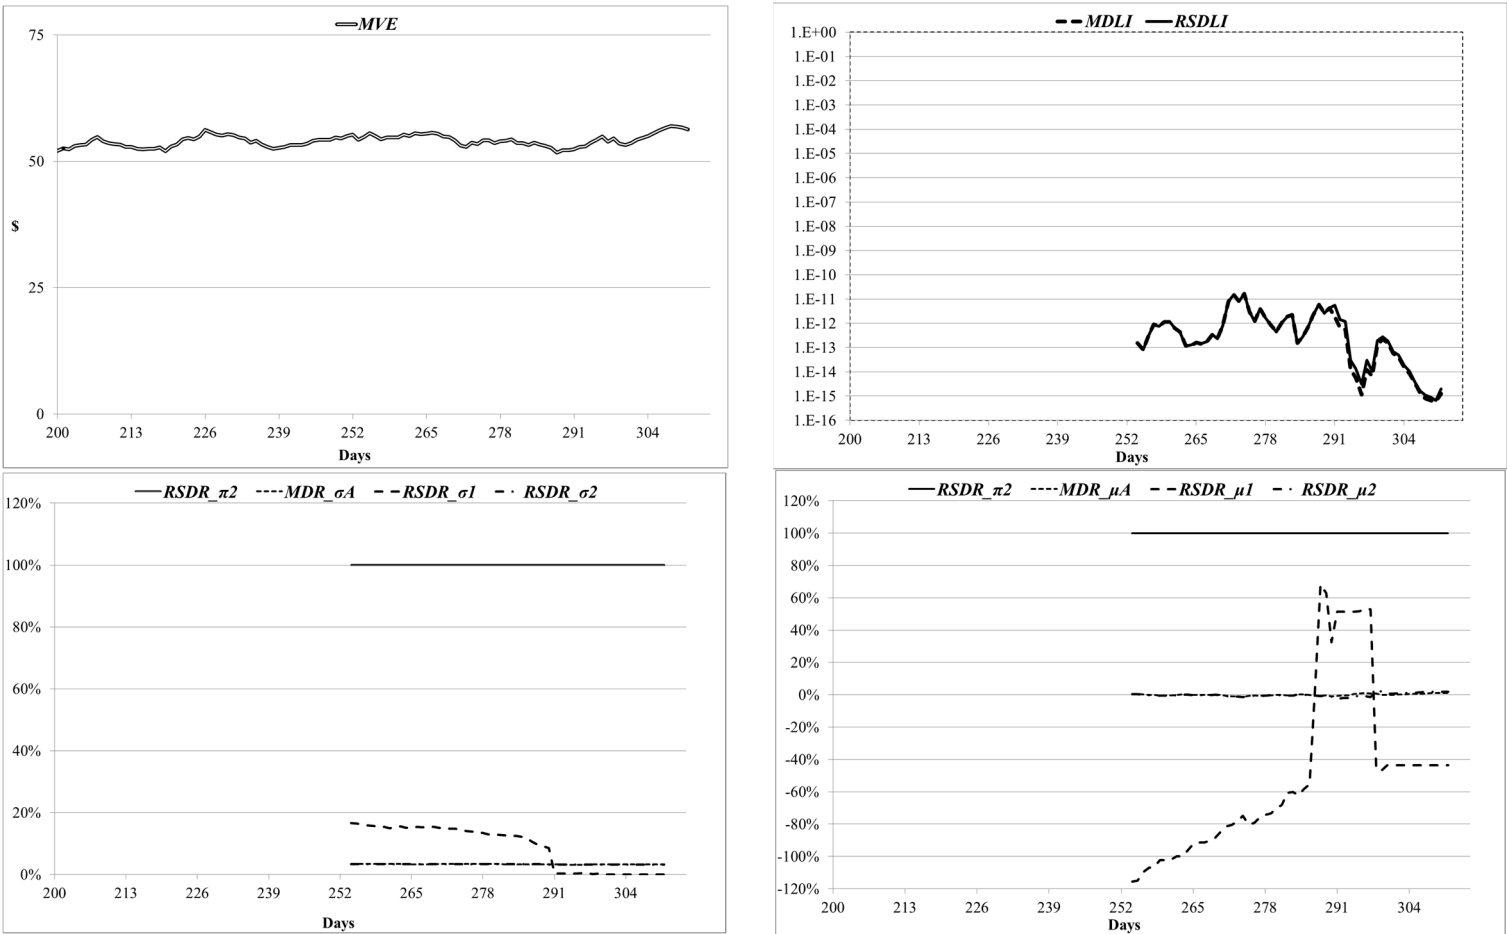 MVE
75
50
$
25
0
200 213 226 239 252 265 278 291 304
Days
MDLI RSDLI
1.E+00
1.E-01
1.E-02
1.E-03
1.E-04
1.E-05
1.E-06
1.E-07
1.E-08
1.E-09
1.E-10
1.E-11
1.E-12
1.E-13
1.E-14
1.E-15
1.E-16
200 213 226 239 252 265 278 291 304
Days
RSDR_π2 MDR_σA RSDR_σ1 RSDR_σ2
120%
100%
80%
60%
40%
20%
0%
200 213 226 239 252 265 278 291 304
Days
RSDR_π2 MDR_μA RSDR_μ1 RSDR_μ2
120%
100%
80%
60%
40%
20%
0%
-20%
-40%
-60%
-80%
-100%
-120%
200 213 226 239 252 265 278 291 304
Days